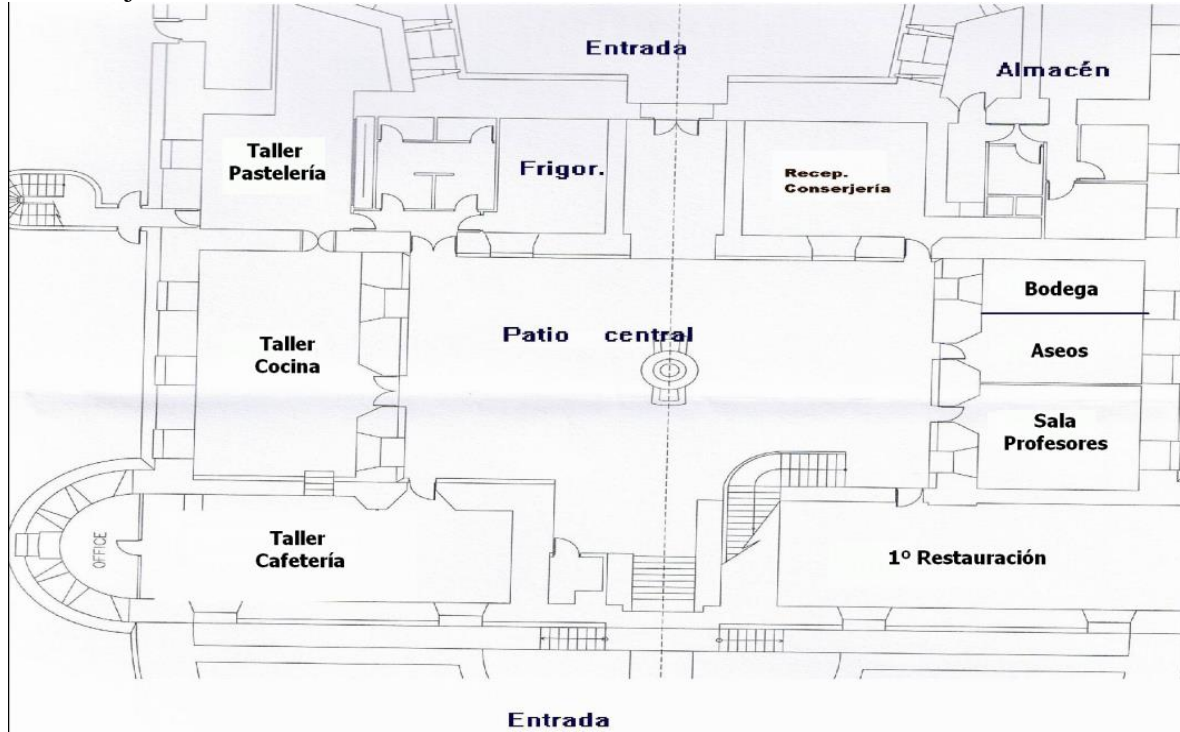 Entrada
Almacén
Taller
Pastelería
Frigor.
Recep.
Conserjería
Bodega
Patio central
Taller
Cocina
Aseos
Sala
Profesores
OFFICE
Taller
Cafetería
1º Restauración
Entrada